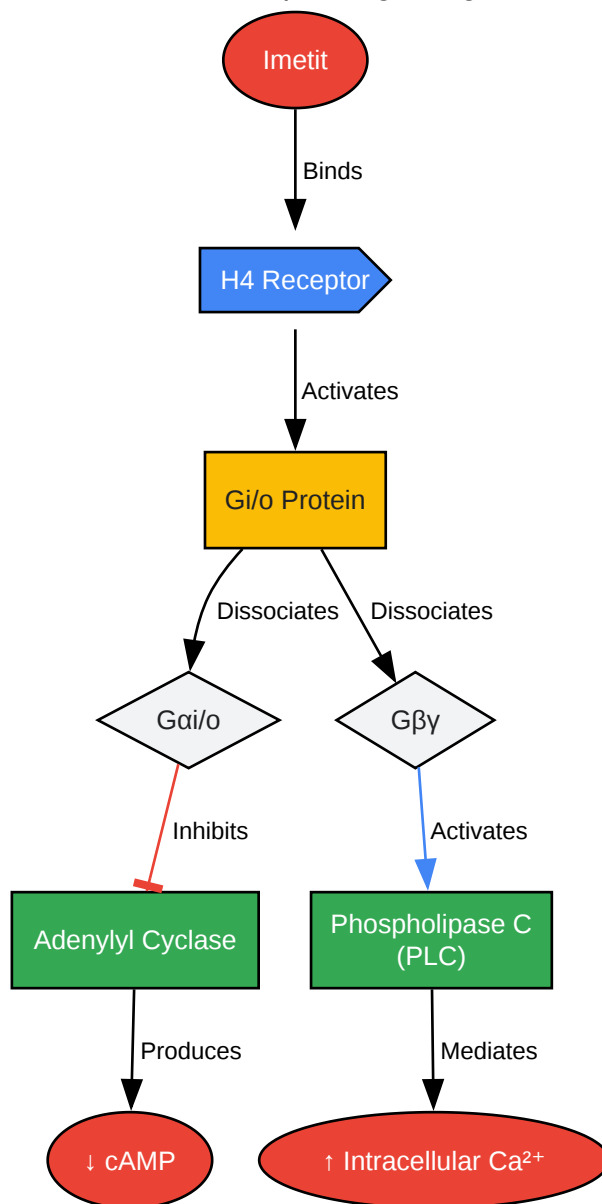 Imetit
Binds
H4 Receptor
Activates
Gi/o Protein
Dissociates
Dissociates
Gαi/o
Gβγ
Inhibits
Activates
Adenylyl Cyclase
Phospholipase C
(PLC)
Produces
Mediates
↓ cAMP
↑ Intracellular Ca²⁺